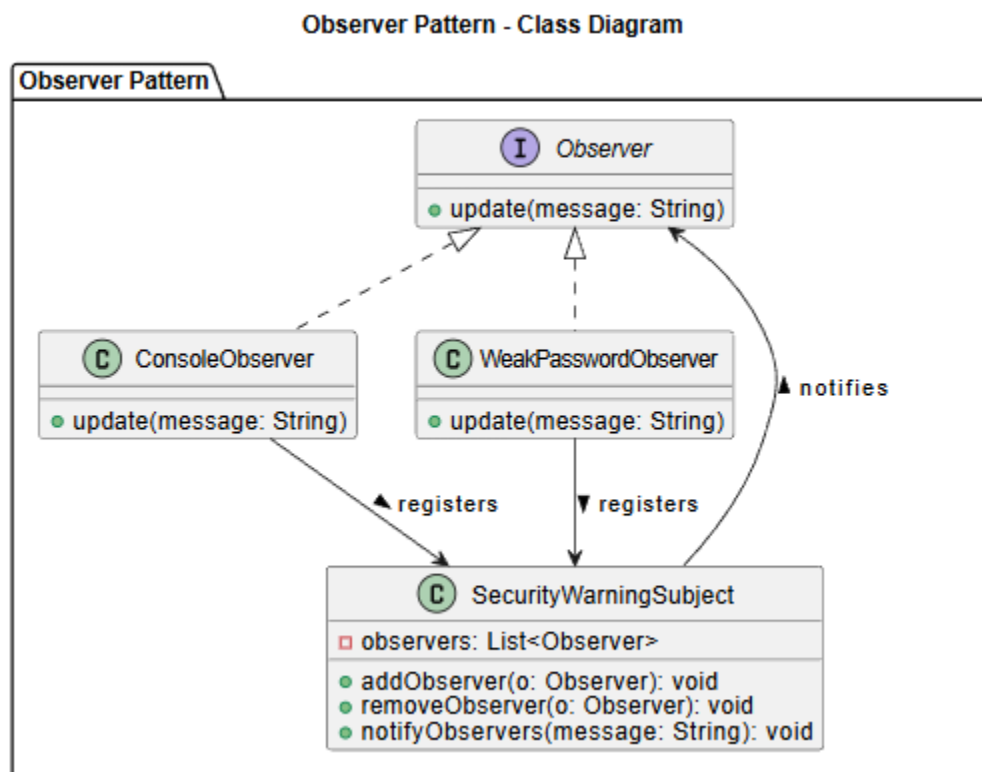 Observer Pattern - Class Diagram
Observer Pattern
I Observer
update(message: String)
C ConsoleObserver
update(message: String)
C WeakPasswordObserver
update(message: String)
notifies
registers
registers
C SecurityWarningSubject
observers: List<Observer>
addObserver(o: Observer): void
removeObserver(o: Observer): void
notifyObservers(message: String): void